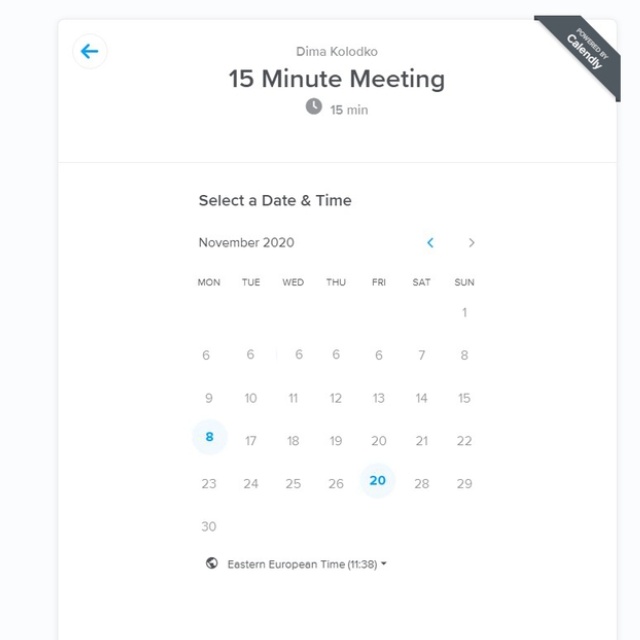 Dima Kolodko
POWERED BY
Calendly
15 Minute Meeting
15 min
Select a Date & Time
November 2020
MON TUE WED THU FRI SAT SUN
1
6 6 6 6 6 7 8
9 10 11 12 13 14 15
8 17 18 19 20 21 22
23 24 25 26 20 28 29
30
Eastern European Time (11:38)